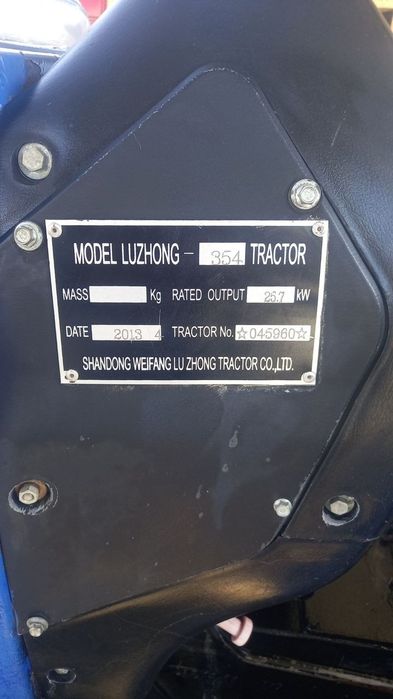 MODEL LUZHONG - 354 TRACTOR
MASS Kg RATED OUTPUT 25.7 kW
DATE 2013 4 TRACTOR No. ☆045960☆
SHANDONG WEIFANG LU ZHONG TRACTOR CO.,LTD.